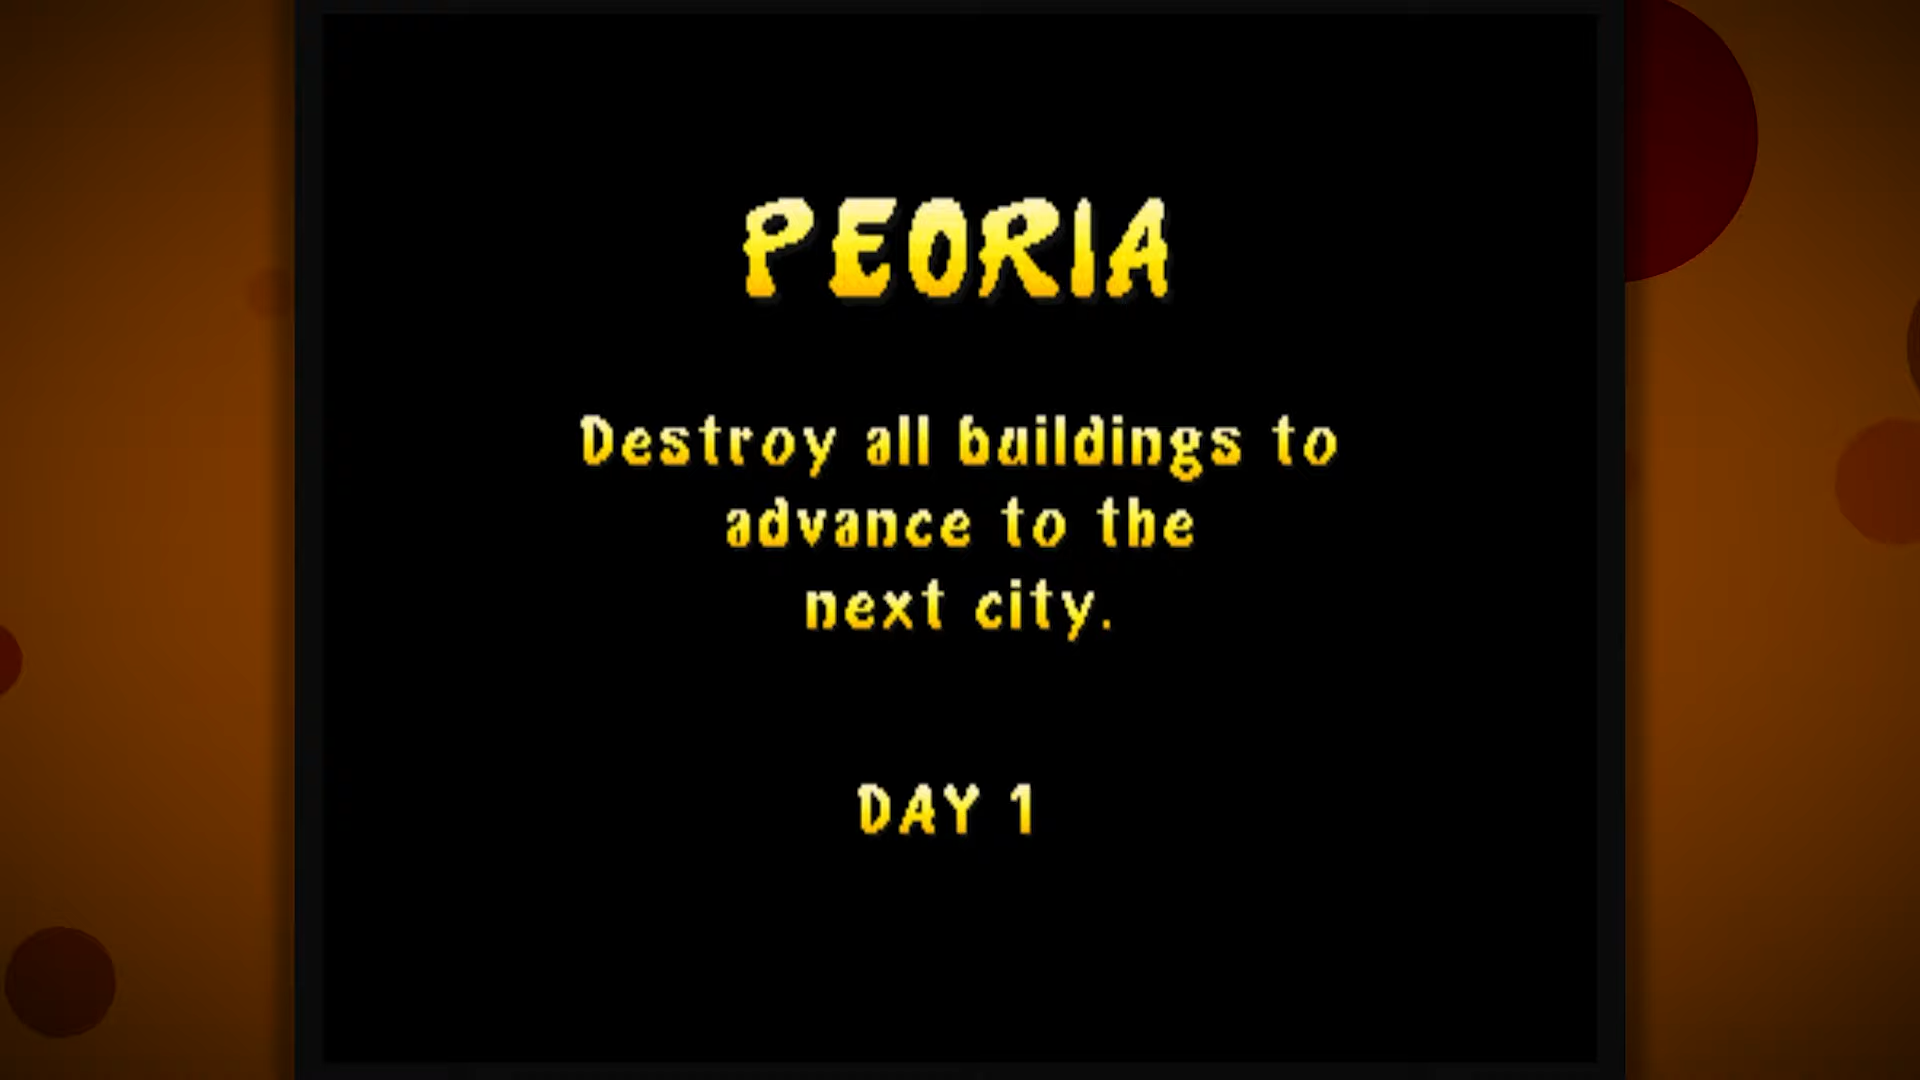 PEORIA
Destroy all buildings to
advance to the
next city.
DAY 1